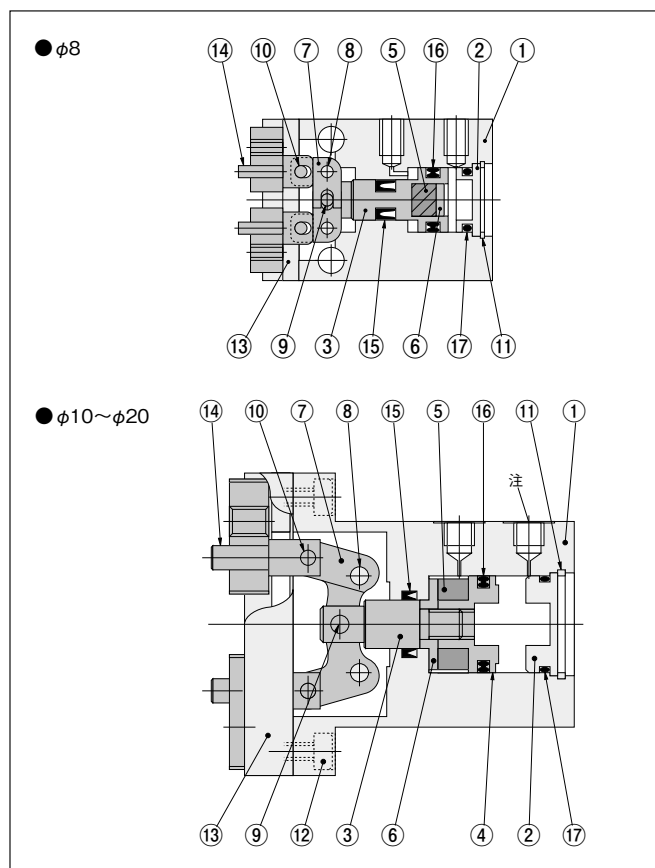 ● φ8
⑭ ⑩ ⑦ ⑧ ⑤ ⑯ ② ①
⑬ ⑨ ③ ⑮ ⑥ ⑰ ⑪
● φ10～φ20
⑭ ⑩ ⑦ ⑧ ⑮ ⑤ ⑯ ⑪ ①
注
⑬ ⑨ ⑫ ③ ⑥ ④ ② ⑰